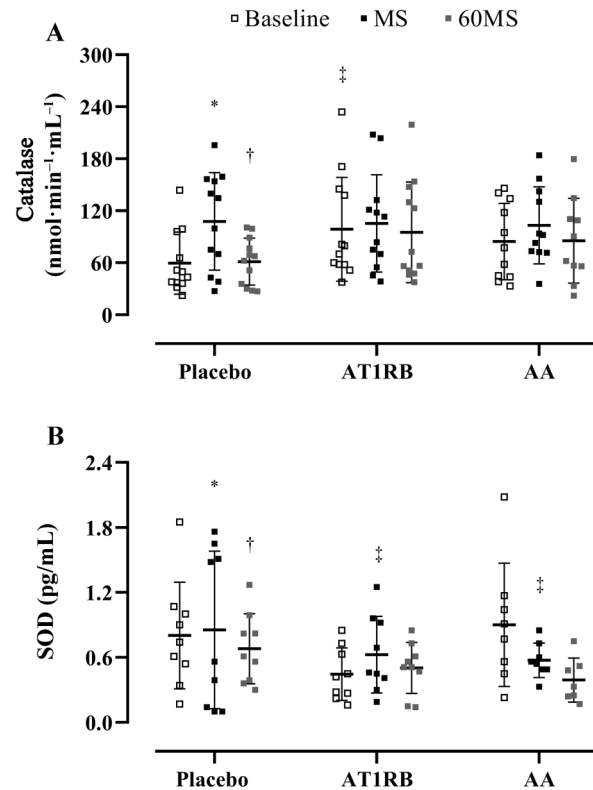 Baseline MS 60MS
A
Catalase
(nmol·min⁻¹·mL⁻¹)
300
240
180
120
60
0
*
†
‡
Placebo AT1RB AA
B
SOD (pg/mL)
2.4
1.8
1.2
0.6
0.0
*
†
‡
‡
Placebo AT1RB AA